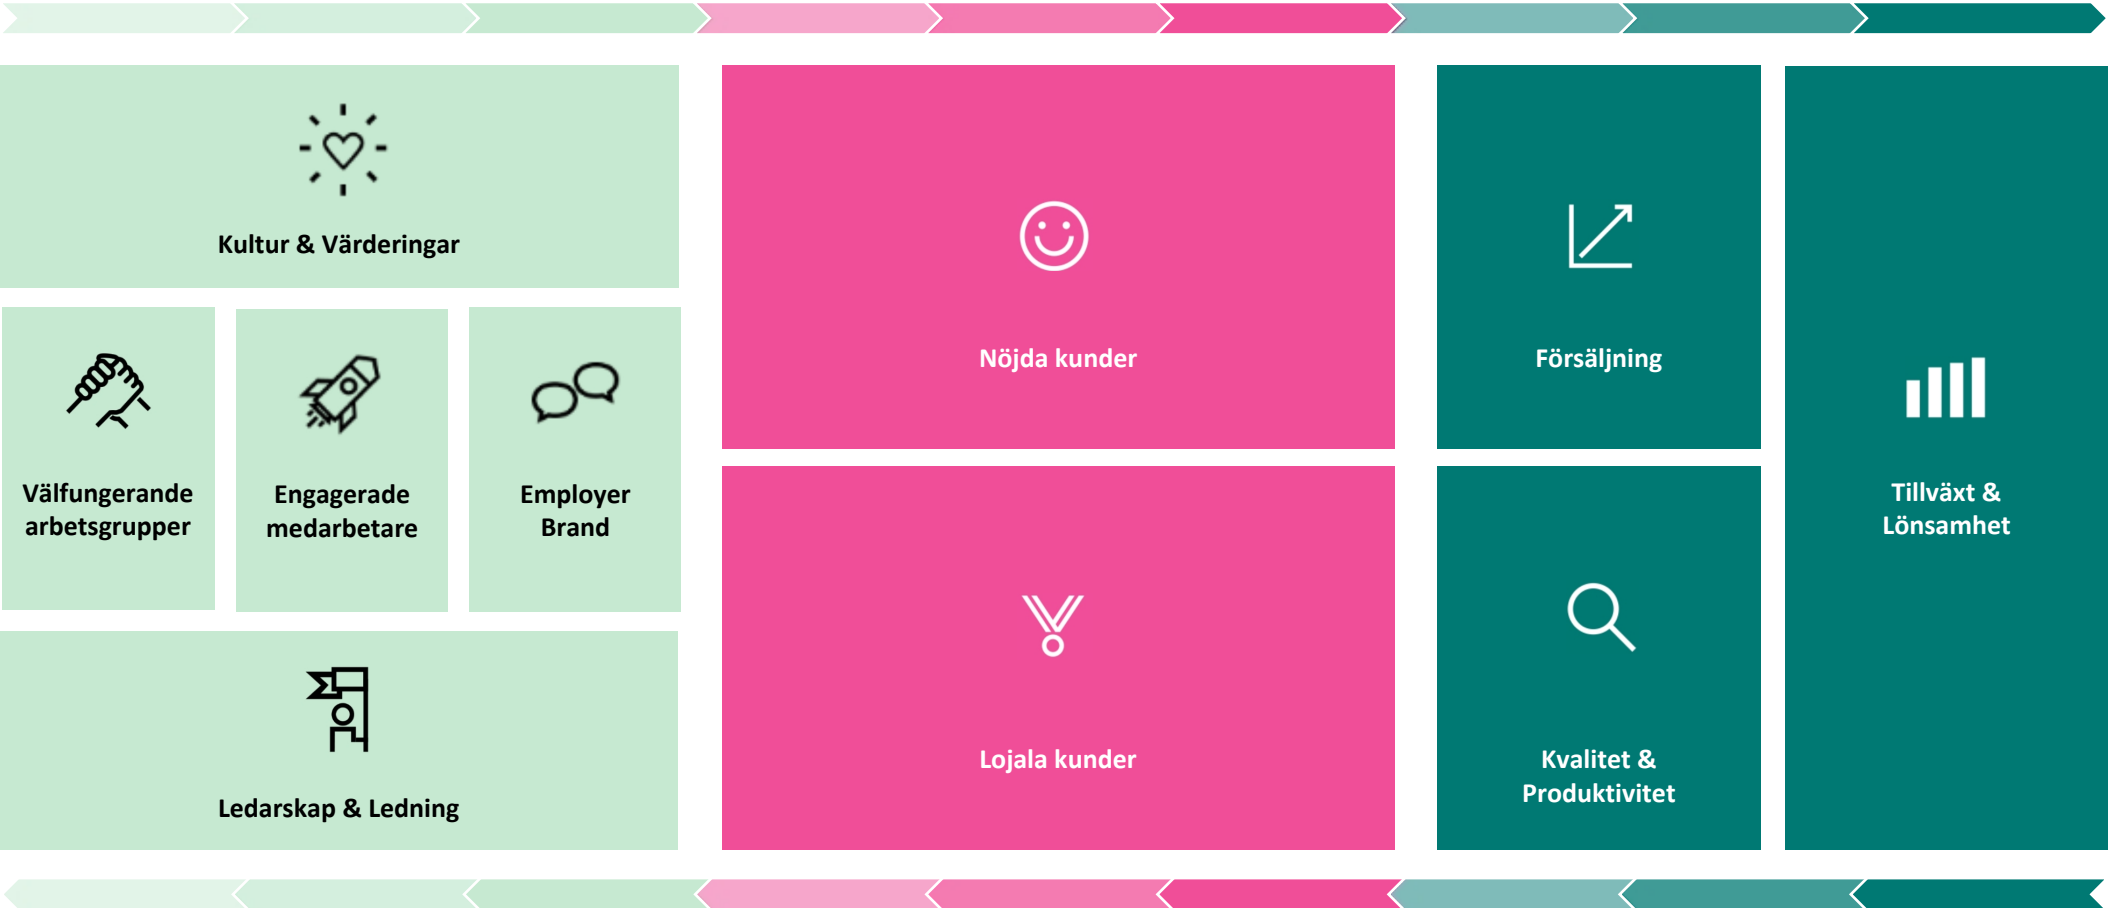 Kultur & Värderingar
Välfungerande
arbetsgrupper
Engagerade
medarbetare
Employer
Brand
Ledarskap & Ledning
Nöjda kunder
Lojala kunder
Försäljning
Kvalitet &
Produktivitet
Tillväxt &
Lönsamhet